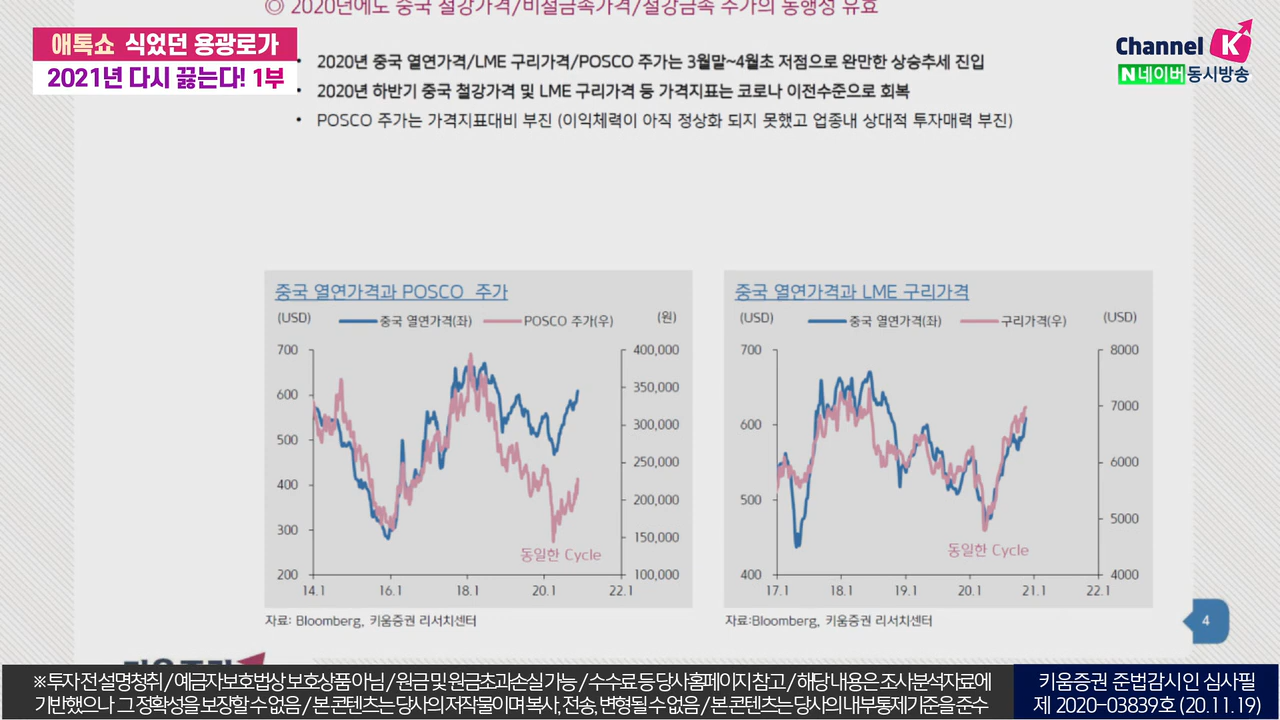 ◎ 2020년에도 중국 철강가격/비철금속가격/철강금속 주가의 동행성 유효
애톡쇼 식었던 용광로가
2021년 다시 끓는다! 1부
Channel K
N 네이버 동시방송
• 2020년 중국 열연가격/LME 구리가격/POSCO 주가는 3월말~4월초 저점으로 완만한 상승추세 진입
• 2020년 하반기 중국 철강가격 및 LME 구리가격 등 가격지표는 코로나 이전수준으로 회복
• POSCO 주가는 가격지표대비 부진 (이익체력이 아직 정상화 되지 못했고 업종내 상대적 투자매력 부진)
중국 열연가격과 POSCO 주가
(USD) 중국 열연가격(좌) POSCO 주가(우) (원)
700 400,000
350,000
600
300,000
500
250,000
400
200,000
300
150,000
동일한 Cycle
200 100,000
14.1 16.1 18.1 20.1 22.1
자료: Bloomberg, 키움증권 리서치센터
중국 열연가격과 LME 구리가격
(USD) 중국 열연가격(좌) 구리가격(우) (USD)
700 8000
7000
600
6000
500
5000
동일한 Cycle
400 4000
17.1 18.1 19.1 20.1 21.1 22.1
자료:Bloomberg, 키움증권 리서치센터
4
※ 투자 전 설명청취 / 예금자보호법상 보호상품 아님 / 원금 및 원금초과손실 가능 / 수수료 등 당사홈페이지 참고 / 해당 내용은 조사분석자료에
기반했으나 그 정확성을 보장할 수 없음 / 본 콘텐츠는 당사의 저작물이며 복사, 전송, 변형될 수 없음 / 본 콘텐츠는 당사의 내부통제기준을 준수
키움증권 준법감시인 심사필
제 2020-03839호 (20.11.19)